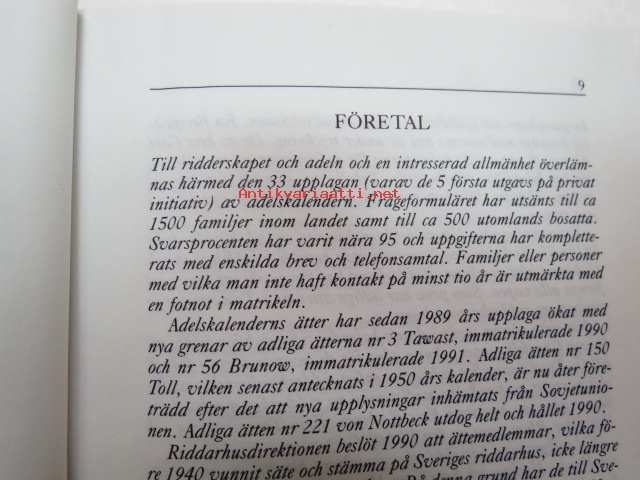 9
FÖRETAL
Till ridderskapet och adeln och en intresserad allmänhet överläm-
nas härmed den 33 upplagan (varav de 5 första utgavs på privat
initiativ) av adelskalendern. Frågeformuläret har utsänts till ca
Antikvariaatti.net
1500 familjer inom landet samt till ca 500 utomlands bosatta.
Svarsprocenten har varit nära 95 och uppgifterna har komplette-
rats med enskilda brev och telefonsamtal. Familjer eller personer
med vilka man inte haft kontakt på minst tio år är utmärkta med
en fotnot i matrikeln.
Adelskalenderns ätter har sedan 1989 års upplaga ökat med
nya grenar av adliga ätterna nr 3 Tawast, immatrikulerade 1990
och nr 56 Brunow, immatrikulerade 1991. Adliga ätten nr 150
Toll, vilken senast antecknats i 1950 års kalender, är nu åter före-
trädd efter det att nya upplysningar inhämtats från Sovjetunio-
nen. Adliga ätten nr 221 von Nottbeck utdog helt och hållet 1990.
Riddarhusdirektionen beslöt 1990 att ättemedlemmar, vilka fö-
re 1940 vunnit säte och stämma på Sveriges riddarhus, icke längre
På denna grund har de till Sve-